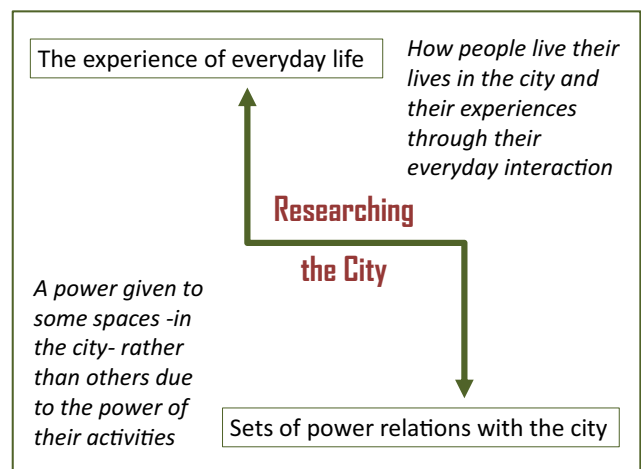 The experience of everyday life
How people live their
lives in the city and
their experiences
through their
everyday interaction
Researching
the City
A power given to
some spaces -in
the city- rather
than others due
to the power of
their activities
Sets of power relations with the city